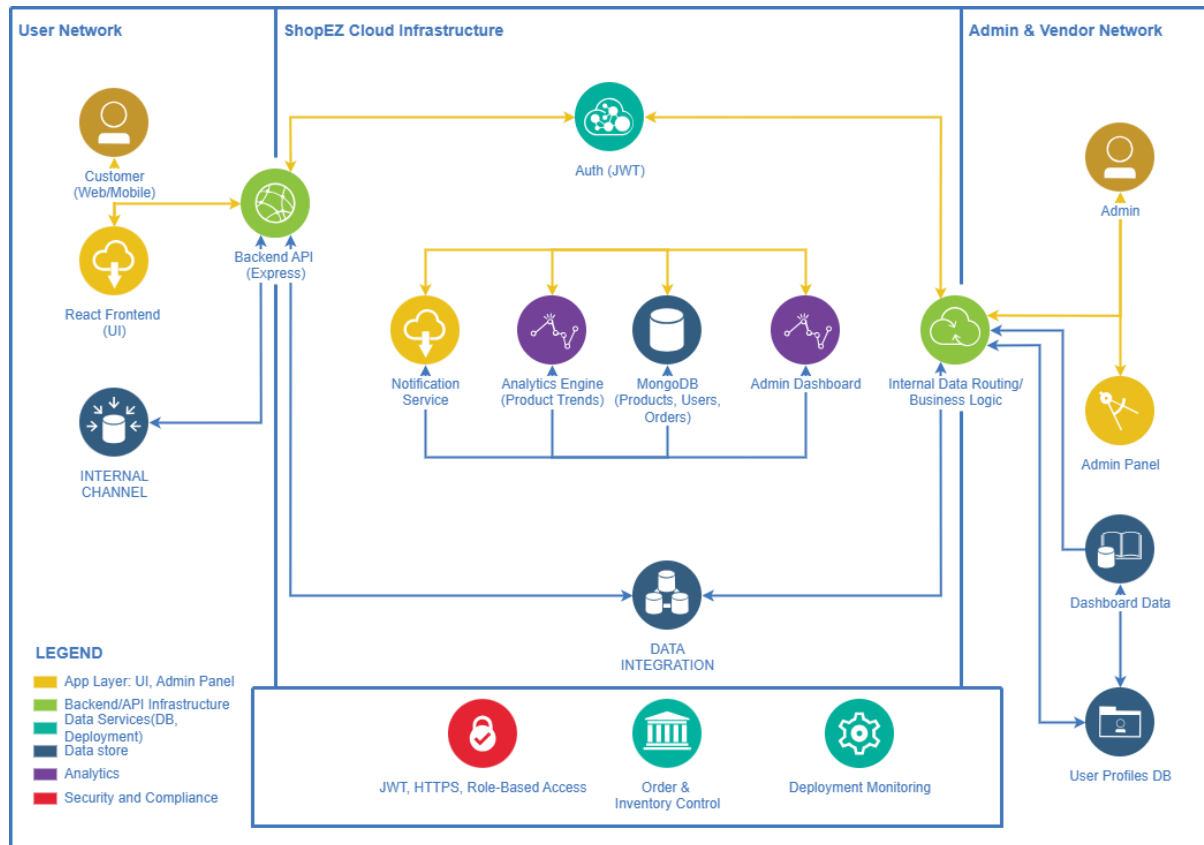 User Network
ShopEZ Cloud Infrastructure
Admin & Vendor Network
Customer
(Web/Mobile)
Auth (JWT)
Admin
Backend API
(Express)
React Frontend
(UI)
Notification
Service
Analytics Engine
(Product Trends)
MongoDB
(Products, Users,
Orders)
Admin Dashboard
Internal Data Routing/
Business Logic
Admin Panel
INTERNAL
CHANNEL
Dashboard Data
DATA
INTEGRATION
User Profiles DB
LEGEND
App Layer: UI, Admin Panel
Backend/API Infrastructure
Data Services(DB,
Deployment)
Data store
Analytics
Security and Compliance
JWT, HTTPS, Role-Based Access
Order &
Inventory Control
Deployment Monitoring